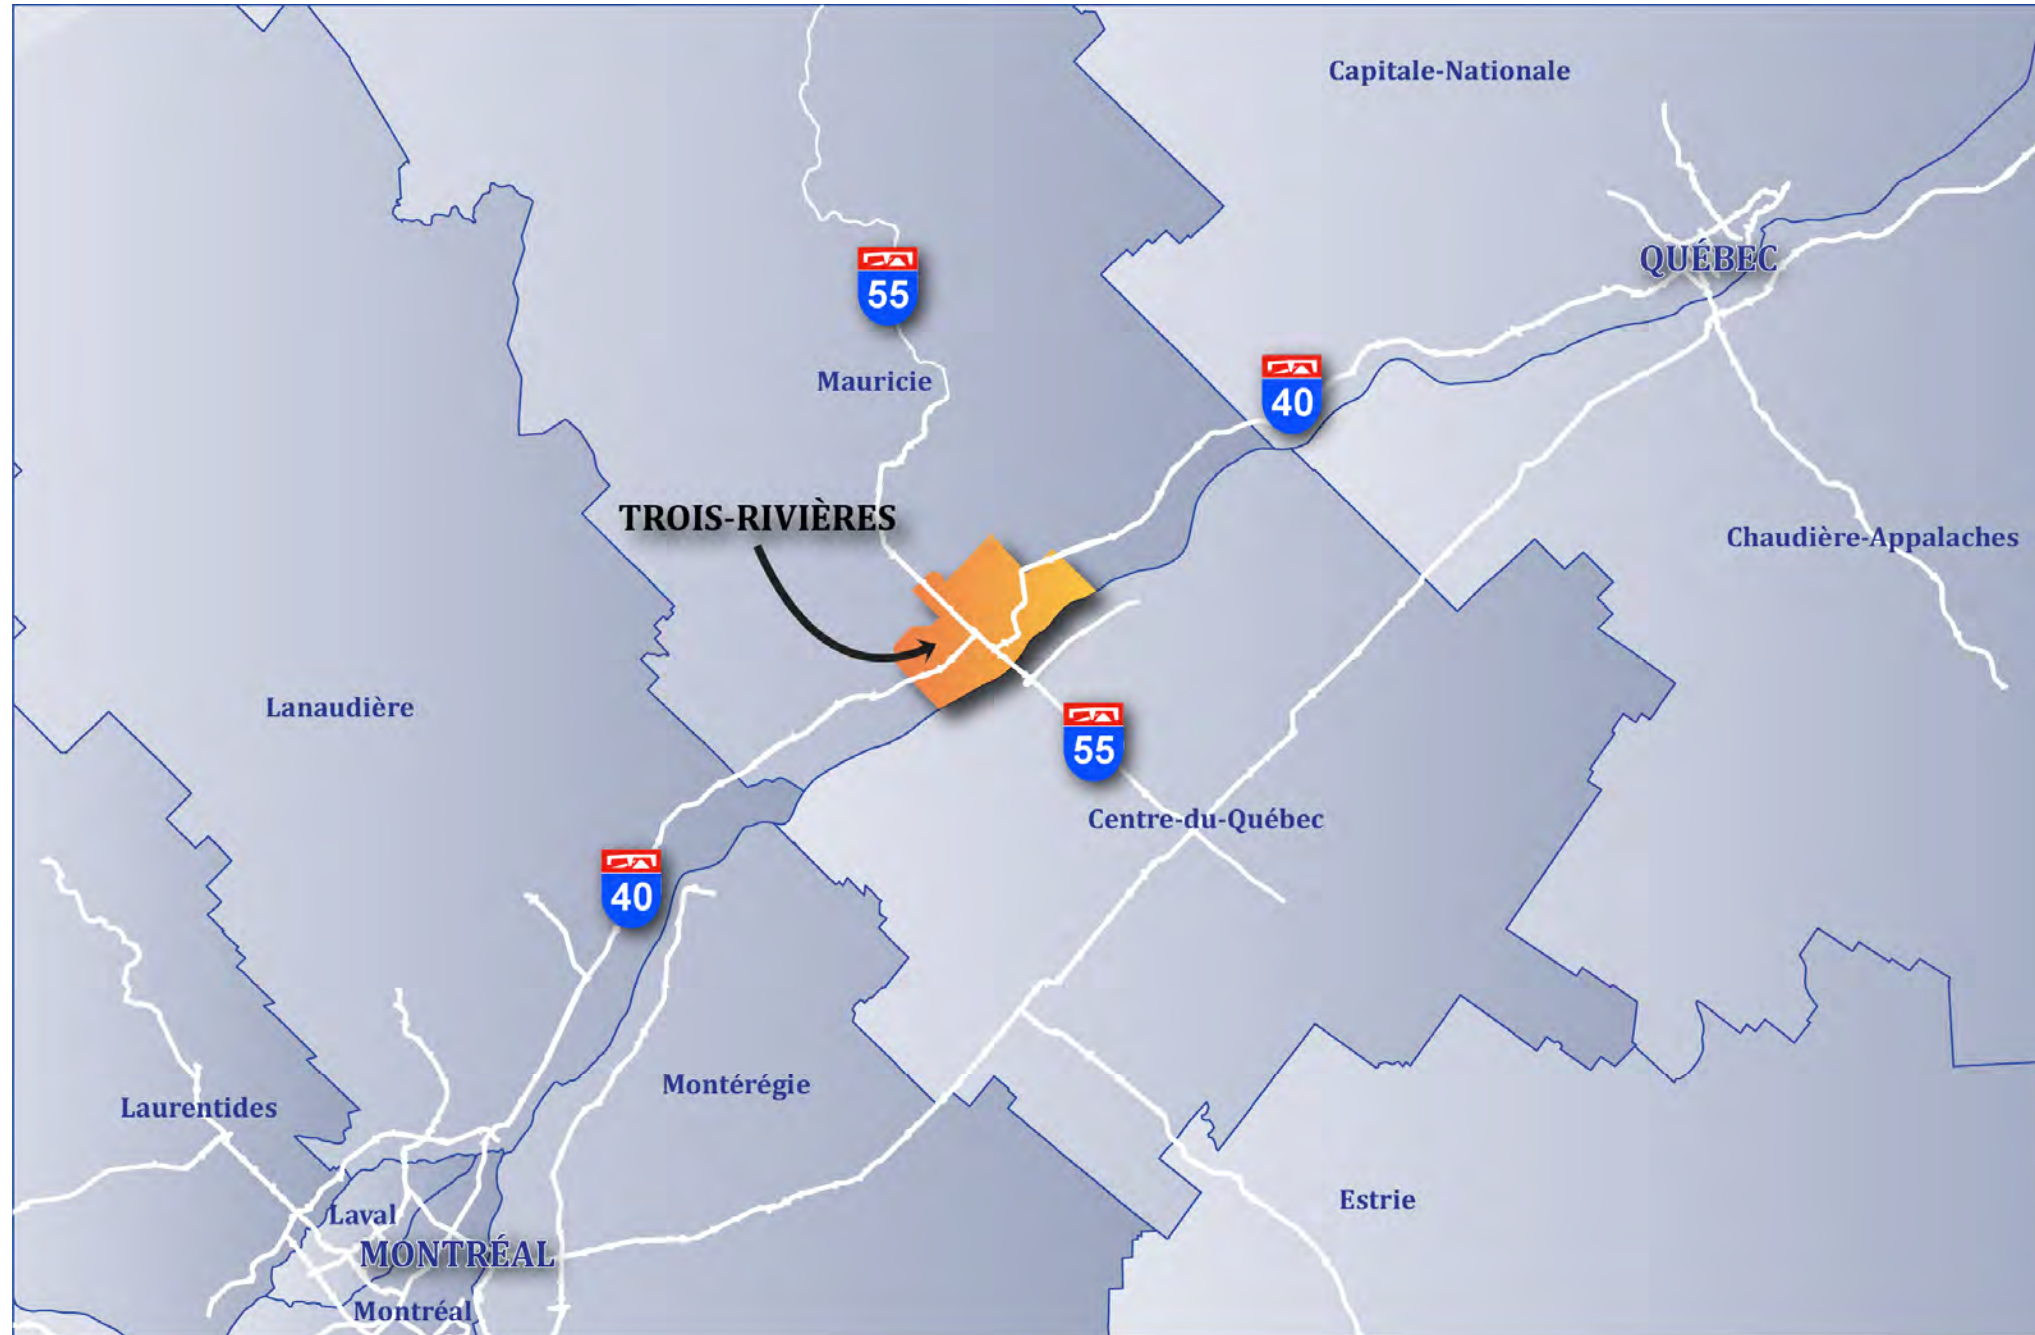 Capitale-Nationale
QUÉBEC
55
Mauricie
40
TROIS-RIVIÈRES
Chaudière-Appalaches
Lanaudière
55
Centre-du-Québec
40
Montérégie
Laurentides
Estrie
Laval
MONTRÉAL
Montréal